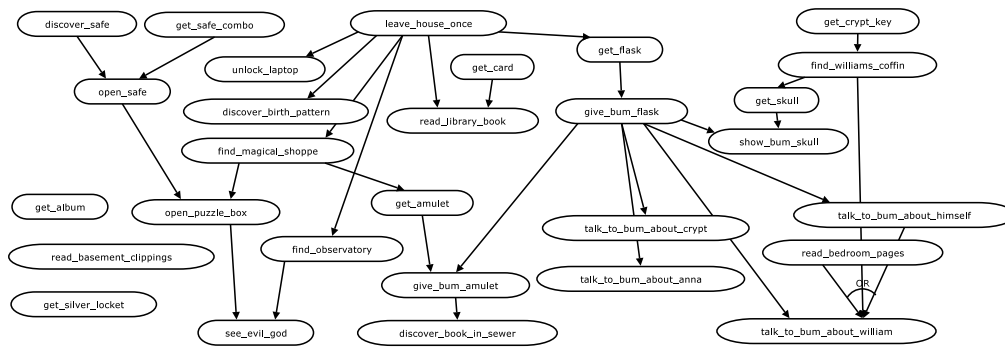 discover_safe
get_safe_combo
leave_house_once
get_crypt_key
get_flask
unlock_laptop
get_card
find_williams_coffin
open_safe
get_skull
discover_birth_pattern
read_library_book
give_bum_flask
show_bum_skull
find_magical_shoppe
get_album
open_puzzle_box
get_amulet
talk_to_bum_about_himself
talk_to_bum_about_crypt
read_basement_clippings
find_observatory
read_bedroom_pages
talk_to_bum_about_anna
give_bum_amulet
OR
get_silver_locket
see_evil_god
discover_book_in_sewer
talk_to_bum_about_william